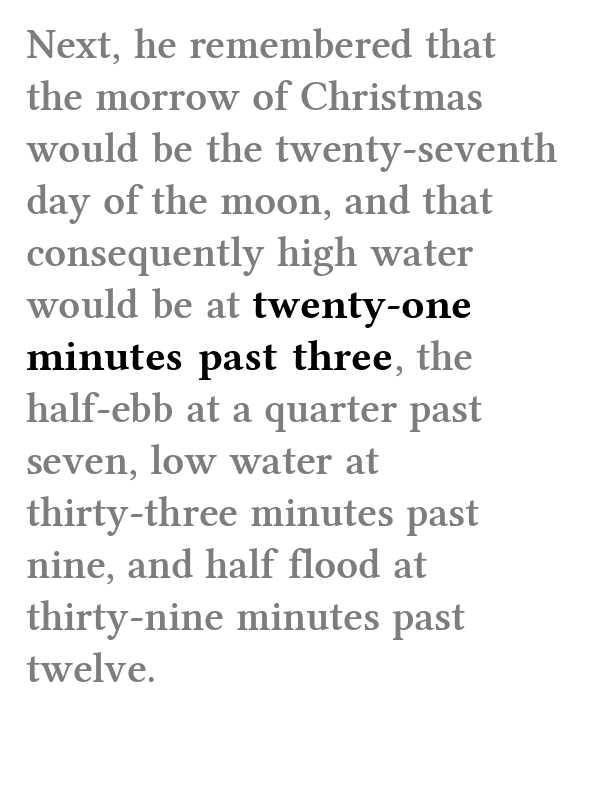 Next, he remembered that
the morrow of Christmas
would be the twenty-seventh
day of the moon, and that
consequently high water
would be at twenty-one
minutes past three, the
half-ebb at a quarter past
seven, low water at
thirty-three minutes past
nine, and half flood at
thirty-nine minutes past
twelve.